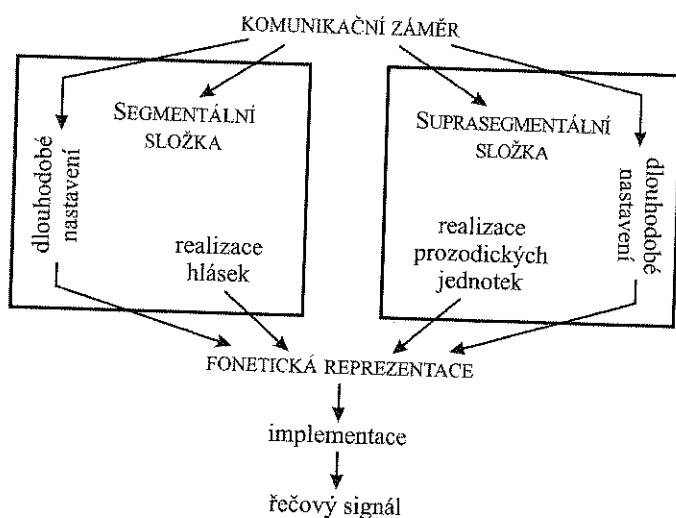 KOMUNIKAČNÍ ZÁMĚR
SEGMENTÁLNÍ
SLOŽKA
dlouhodobé
nastavení
realizace
hlásek
SUPRASEGMENTÁLNÍ
SLOŽKA
realizace
prozodických
jednotek
dlouhodobé
nastavení
FONETICKÁ REPREZENTACE
implementace
řečový signál